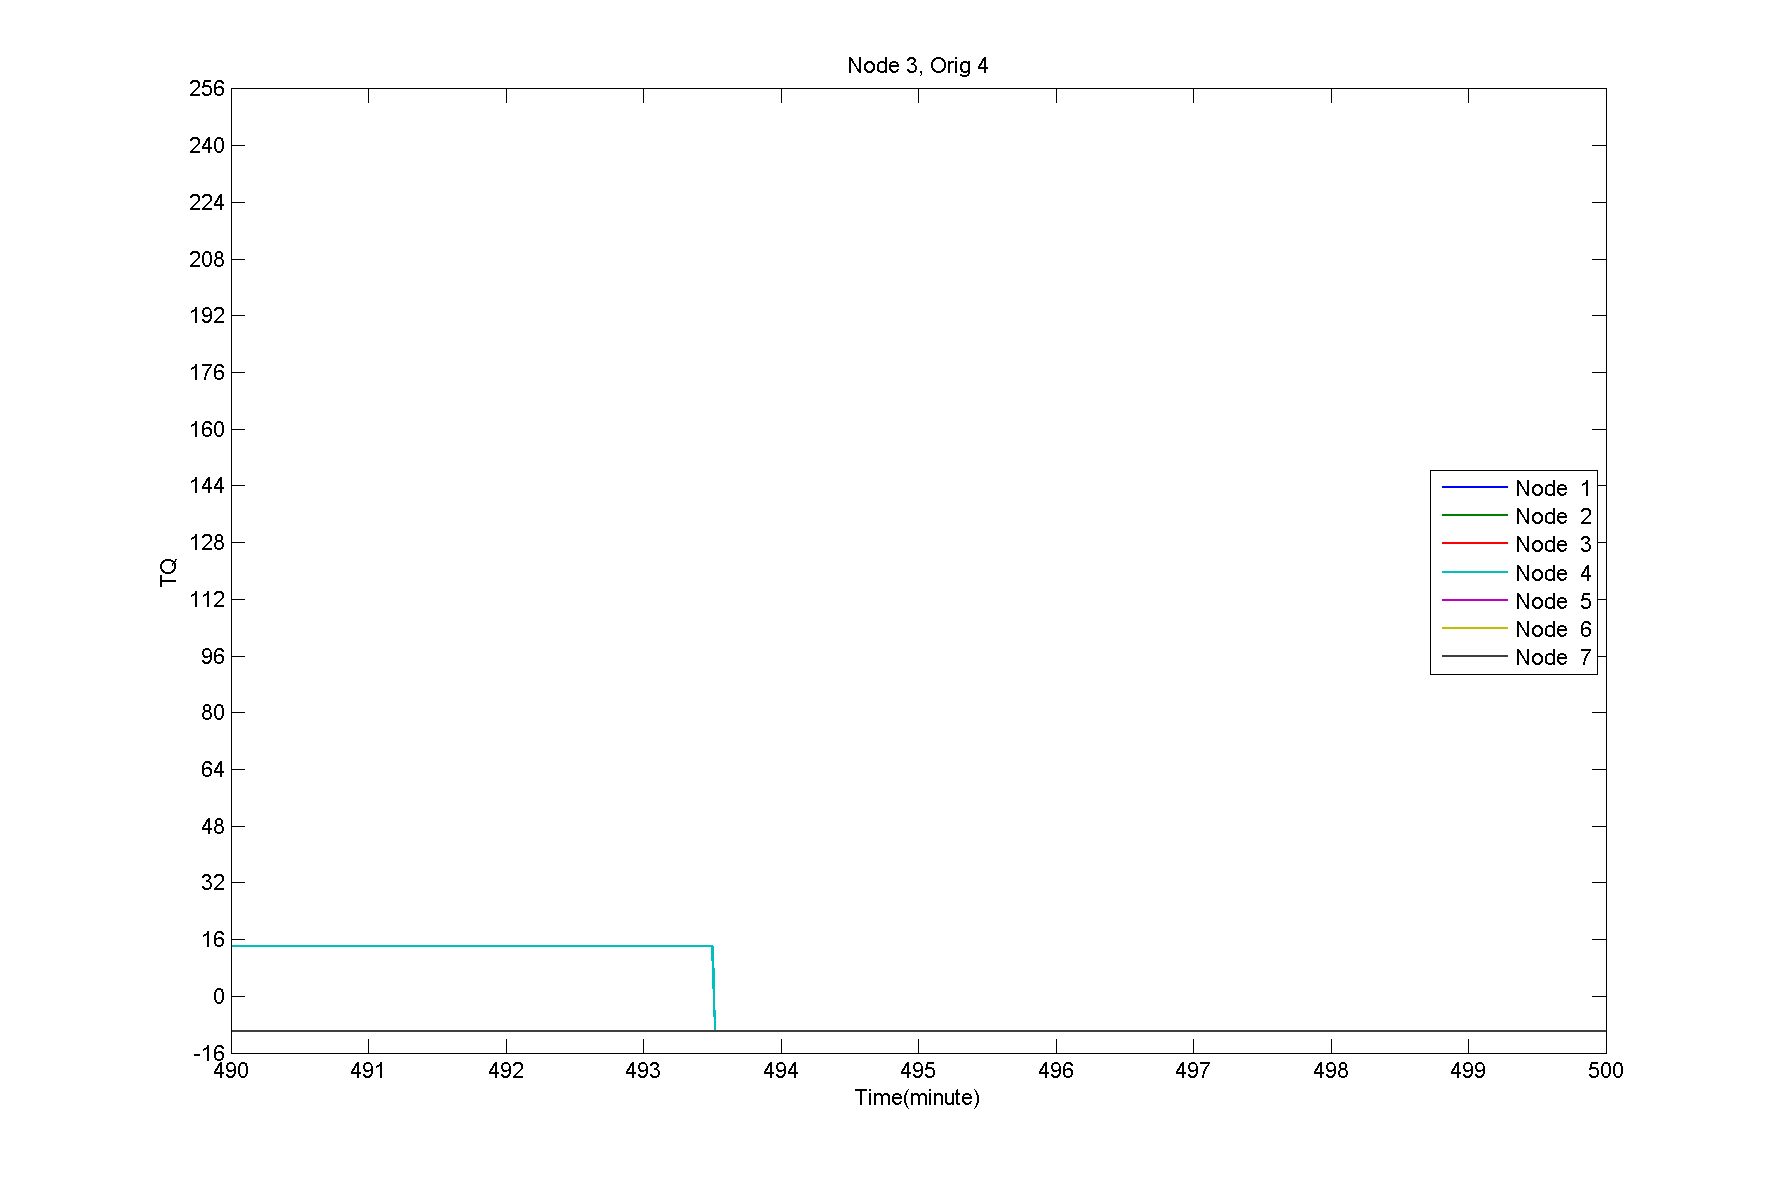 Node 3, Orig 4
256
240
224
208
192
176
160
144
128
112
96
80
64
48
32
16
0
-16
TQ
Node 1
Node 2
Node 3
Node 4
Node 5
Node 6
Node 7
490 491 492 493 494 495 496 497 498 499 500
Time(minute)